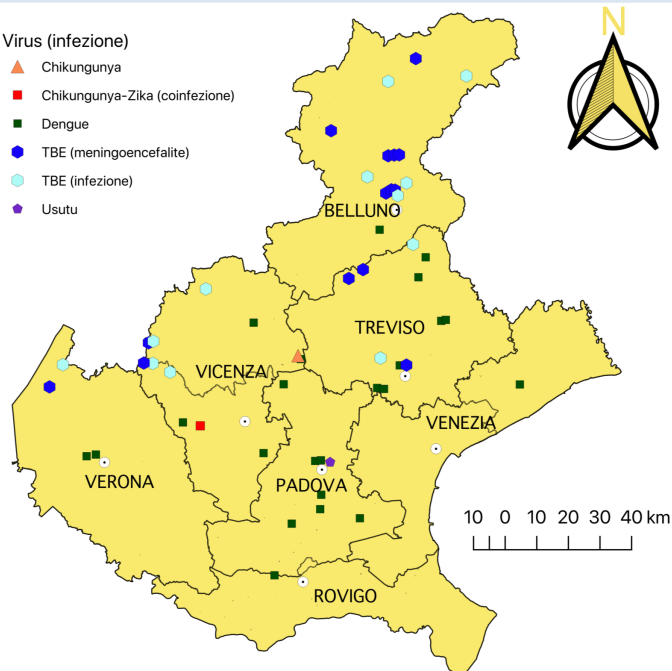 N
Virus (infezione)
Chikungunya
Chikungunya-Zika (coinfezione)
Dengue
TBE (meningoencefalite)
TBE (infezione)
Usutu
BELLUNO
TREVISO
VICENZA
VENEZIA
VERONA
PADOVA
ROVIGO
10 0 10 20 30 40 km